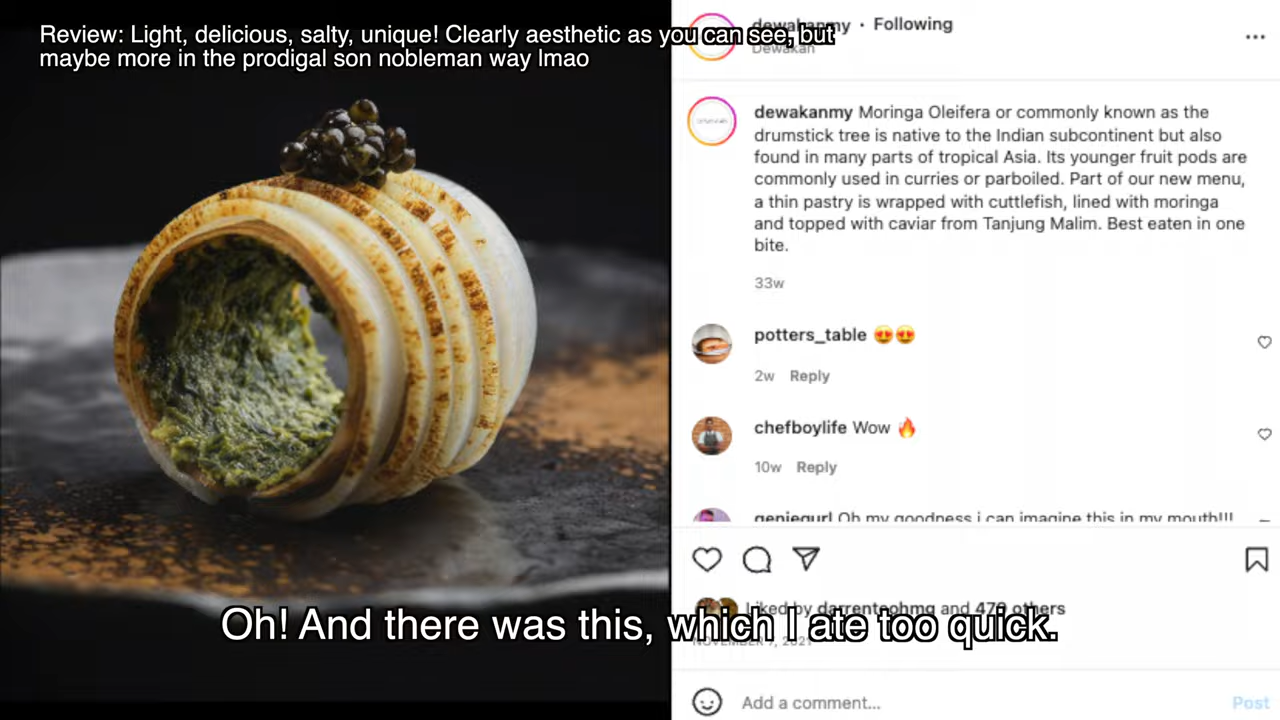 Review: Light, delicious, salty, unique! Clearly aesthetic as you can see, but
maybe more in the prodigal son nobleman way lmao
dewakanmy • Following
Dewakan
dewakanmy Moringa Oleifera or commonly known as the
drumstick tree is native to the Indian subcontinent but also
found in many parts of tropical Asia. Its younger fruit pods are
commonly used in curries or parboiled. Part of our new menu,
a thin pastry is wrapped with cuttlefish, lined with moringa
and topped with caviar from Tanjung Malim. Best eaten in one
bite.
33w
potters_table 😍😍
2w Reply
chefboylife Wow 🔥
10w Reply
geniegurl Oh my goodness i can imagine this in my mouth!!!
Liked by and others
Oh! And there was this, which I ate too quick.
NOVEMBER 7, 2021
Add a comment...
Post